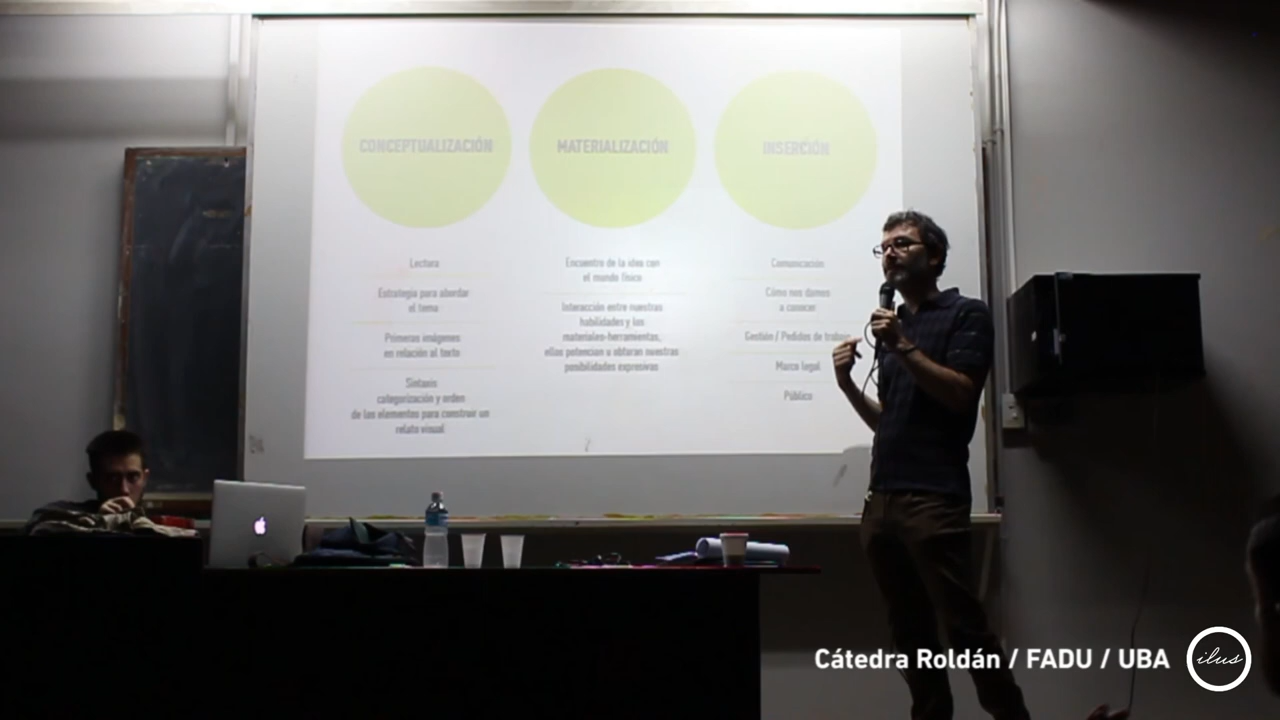 CONCEPTUALIZACIÓN
MATERIALIZACIÓN
INSERCIÓN
Lectura
Estrategia para abordar
el tema
Primeras imágenes
en relación al texto
Sintaxis
categorización y orden
de los elementos para construir un
relato visual
Encuentro de la idea con
el mundo físico
Interacción entre nuestras
habilidades y los
materiales-herramientas,
ellos potencian u obturan nuestras
posibilidades expresivas
Comunicación
Cómo nos damos
a conocer
Gestión / Pedidos de trabajo
Marco legal
Público
Cátedra Roldán / FADU / UBA
ilus